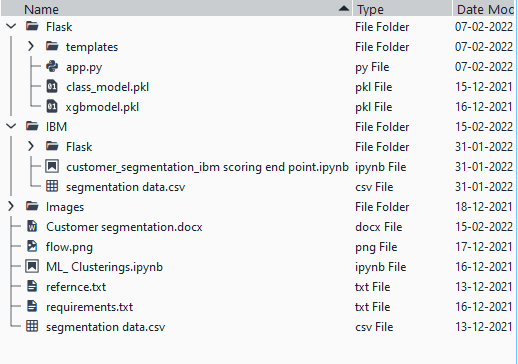 Name Type Date Mod
Flask File Folder 07-02-2022
templates File Folder 07-02-2022
app.py py File 07-02-2022
class_model.pkl pkl File 15-12-2021
xgbmodel.pkl pkl File 16-12-2021
IBM File Folder 15-02-2022
Flask File Folder 31-01-2022
customer_segmentation_ibm scoring end point.ipynb ipynb File 31-01-2022
segmentation data.csv csv File 31-01-2022
Images File Folder 18-12-2021
Customer segmentation.docx docx File 15-02-2022
flow.png png File 17-12-2021
ML_ Clusterings.ipynb ipynb File 16-12-2021
refernce.txt txt File 13-12-2021
requirements.txt txt File 16-12-2021
segmentation data.csv csv File 13-12-2021